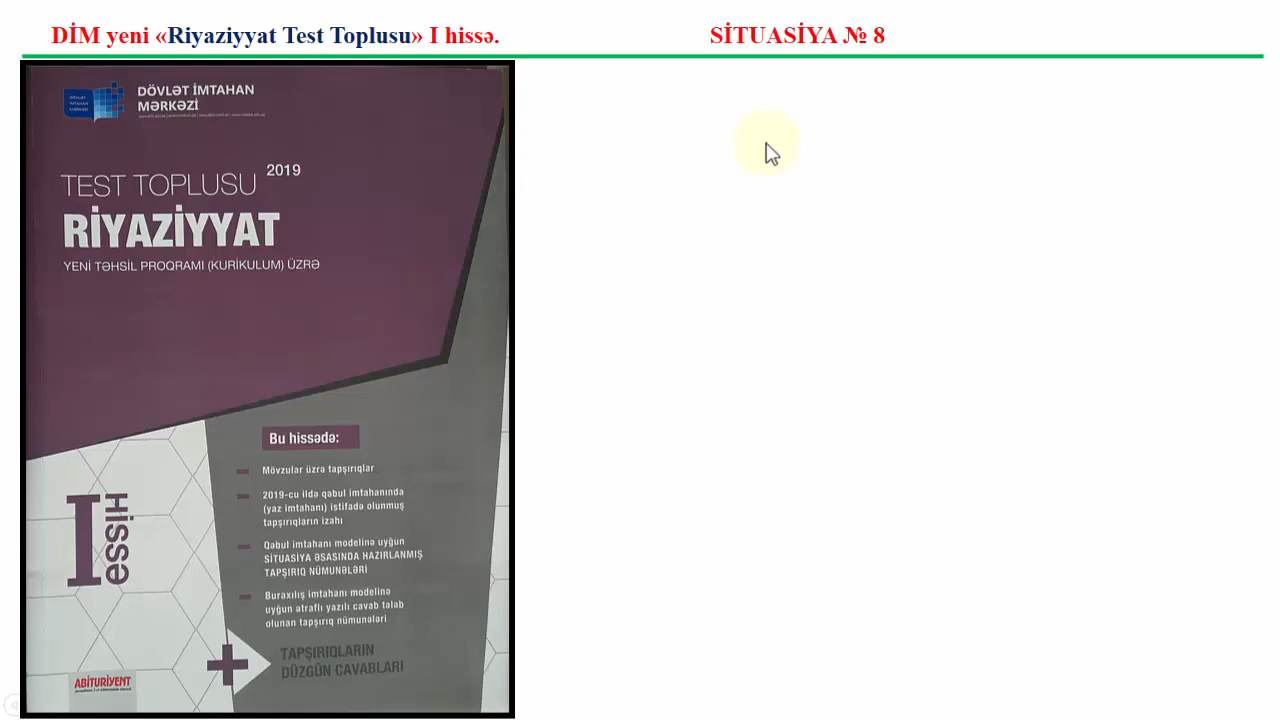 DİM yeni «Riyaziyyat Test Toplusu» I hissə.
SİTUASİYA № 8
DÖVLƏT İMTAHAN
MƏRKƏZİ
TEST TOPLUSU 2019
RİYAZİYYAT
YENİ TƏHSİL PROQRAMI (KURİKULUM) ÜZRƏ
Bu hissədə:
Mövzular üzrə tapşırıqlar
2019-cu ildə qəbul imtahanında
(yaz imtahanı) istifadə olunmuş
tapşırıqların izahı
Qəbul imtahanı modelinə uyğun
SİTUASİYA ƏSASINDA HAZIRLANMIŞ
TAPŞIRIQ NÜMUNƏLƏRİ
Buraxılış imtahanı modelinə
uyğun ətraflı yazılı cavab tələb
olunan tapşırıq nümunələri
I Hissə
TAPŞIRIQLARIN
DÜZGÜN CAVABLARI
ABİTURİYENT